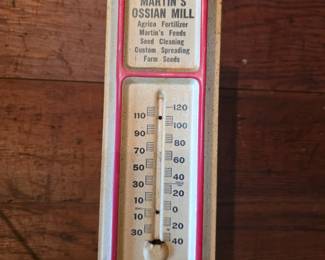 MARTIN'S
OSSIAN MILL
Agrico Fertilizer
Martin's Feeds
Seed Cleaning
Custom Spreading
Farm Seeds
120
110
100
90
80
70
60
50
40
30
20
10
0
10
20
30
40